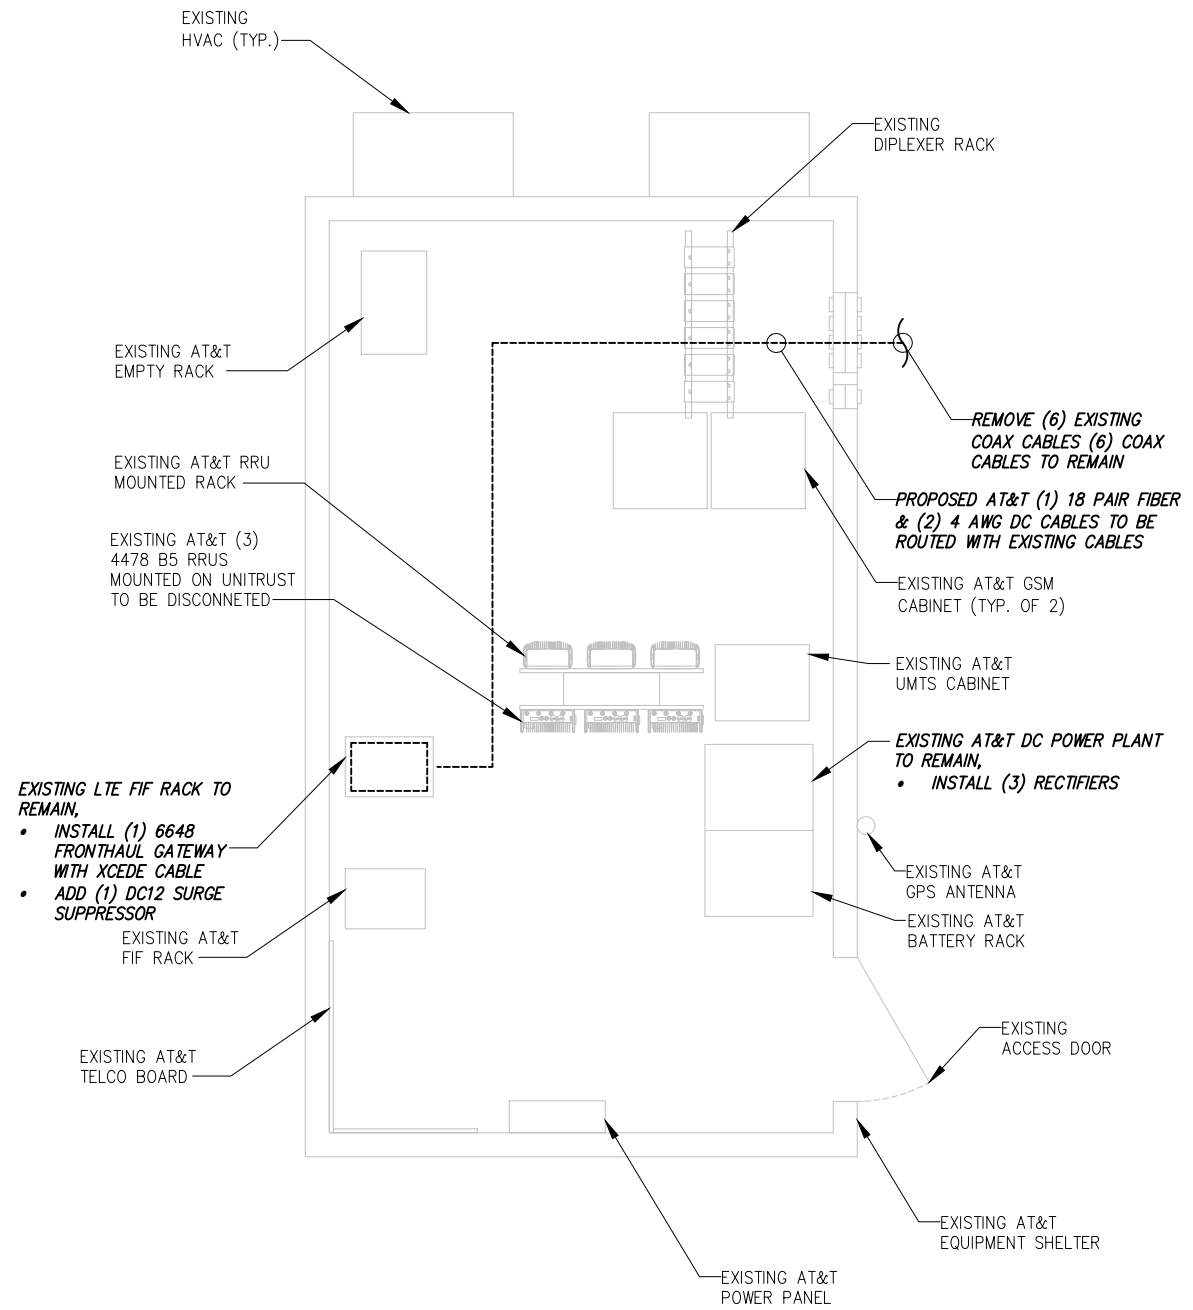 EXISTING
HVAC (TYP.)
EXISTING
DIPLEXER RACK
EXISTING AT&T
EMPTY RACK
REMOVE (6) EXISTING
COAX CABLES (6) COAX
CABLES TO REMAIN
EXISTING AT&T RRU
MOUNTED RACK
PROPOSED AT&T (1) 18 PAIR FIBER
& (2) 4 AWG DC CABLES TO BE
ROUTED WITH EXISTING CABLES
EXISTING AT&T (3)
4478 B5 RRUS
MOUNTED ON UNITRUST
TO BE DISCONNETED
EXISTING AT&T GSM
CABINET (TYP. OF 2)
EXISTING AT&T
UMTS CABINET
EXISTING AT&T DC POWER PLANT
TO REMAIN,
• INSTALL (3) RECTIFIERS
EXISTING LTE FIF RACK TO
REMAIN,
• INSTALL (1) 6648
FRONTHAUL GATEWAY
WITH XCEDE CABLE
• ADD (1) DC12 SURGE
SUPPRESSOR
EXISTING AT&T
GPS ANTENNA
EXISTING AT&T
BATTERY RACK
EXISTING AT&T
FIF RACK
EXISTING
ACCESS DOOR
EXISTING AT&T
TELCO BOARD
EXISTING AT&T
EQUIPMENT SHELTER
EXISTING AT&T
POWER PANEL